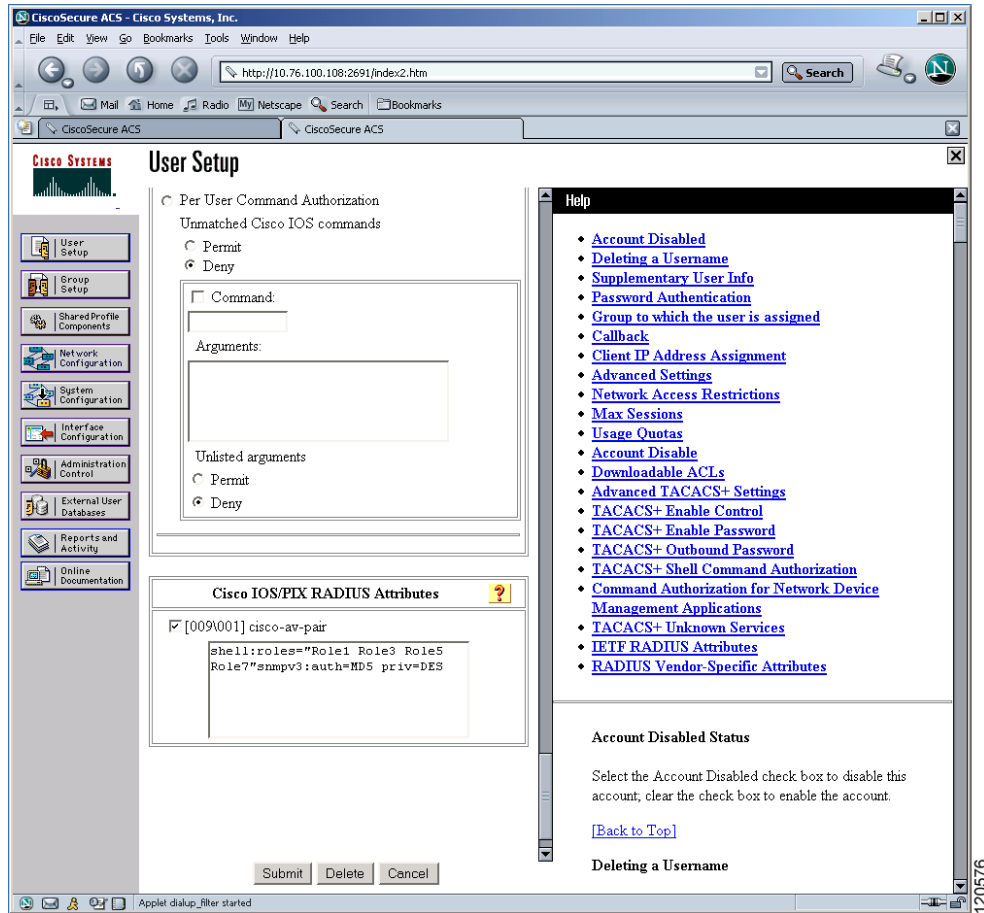 CiscoSecure ACS - Cisco Systems, Inc.
File Edit View Go Bookmarks Tools Window Help
http://10.76.100.108:2691/index2.htm
Search
N
Mail Home Radio My Netscape Search Bookmarks
CiscoSecure ACS
CiscoSecure ACS
CISCO SYSTEMS
User Setup
User Setup
Group Setup
Shared Profile Components
Network Configuration
System Configuration
Interface Configuration
Administration Control
External User Databases
Reports and Activity
Online Documentation
Per User Command Authorization
Unmatched Cisco IOS commands
Permit
Deny
Command:
Arguments:
Unlisted arguments
Permit
Deny
Cisco IOS/PIX RADIUS Attributes
?
[009\001] cisco-av-pair
shell:roles="Role1 Role3 Role5
Role7"snmpv3:auth=MD5 priv=DES
Submit Delete Cancel
Help
Account Disabled
Deleting a Username
Supplementary User Info
Password Authentication
Group to which the user is assigned
Callback
Client IP Address Assignment
Advanced Settings
Network Access Restrictions
Max Sessions
Usage Quotas
Account Disable
Downloadable ACLs
Advanced TACACS+ Settings
TACACS+ Enable Control
TACACS+ Enable Password
TACACS+ Outbound Password
TACACS+ Shell Command Authorization
Command Authorization for Network Device
Management Applications
TACACS+ Unknown Services
IETF RADIUS Attributes
RADIUS Vendor-Specific Attributes
Account Disabled Status
Select the Account Disabled check box to disable this
account; clear the check box to enable the account.
[Back to Top]
Deleting a Username
Applet dialup_filter started
120576